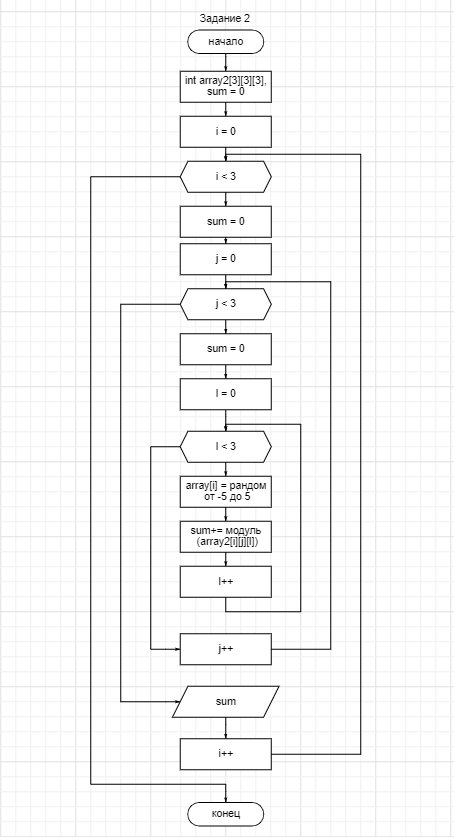 Задание 2
начало
int array2[3][3][3],
sum = 0
i = 0
i < 3
sum = 0
j = 0
j < 3
sum = 0
l = 0
l < 3
array[i] = рандом
от -5 до 5
sum+= модуль
(array2[i][j][l])
l++
j++
sum
i++
конец